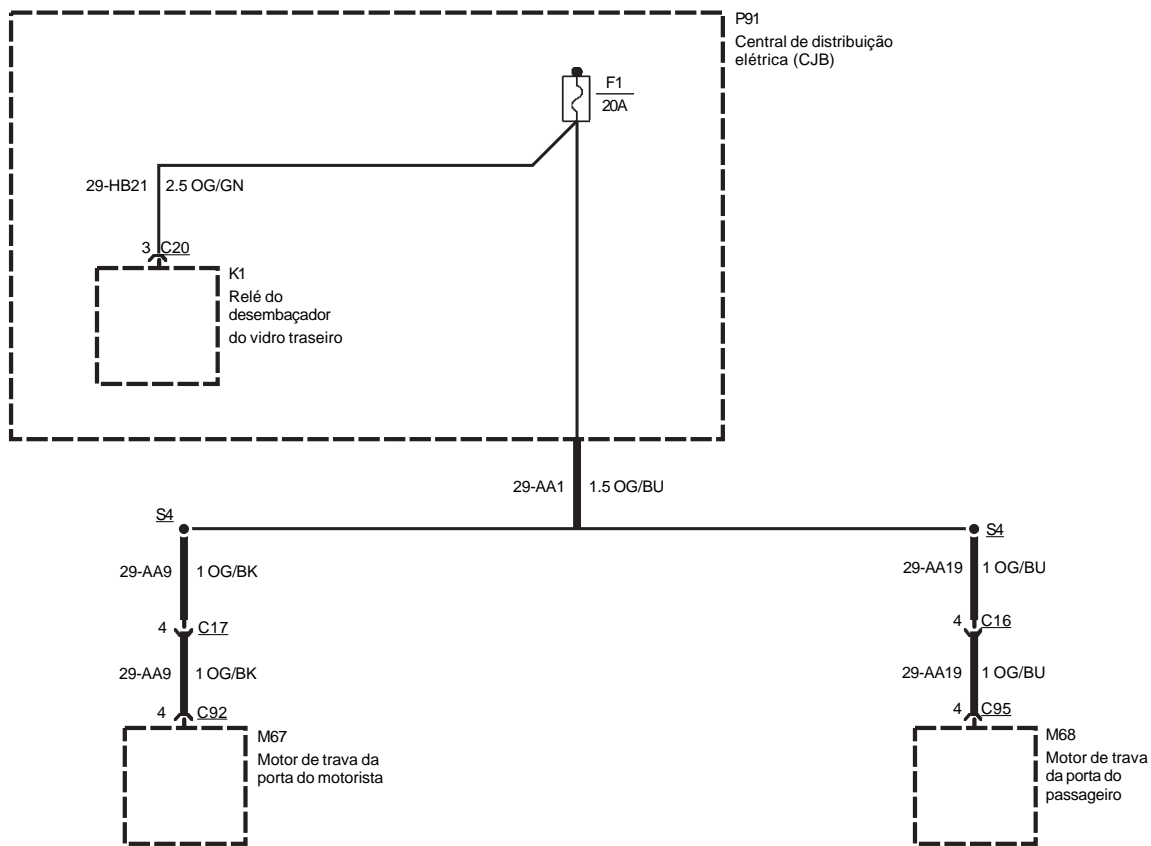 P91
Central de distribuição
elétrica (CJB)
F1
20A
29-HB21
2.5 OG/GN
3 C20
K1
Relé do
desembaçador
do vidro traseiro
29-AA1
1.5 OG/BU
S4
S4
29-AA9
1 OG/BK
29-AA19
1 OG/BU
4 C17
4 C16
29-AA9
1 OG/BK
29-AA19
1 OG/BU
4 C92
4 C95
M67
Motor de trava da
porta do motorista
M68
Motor de trava
da porta do
passageiro